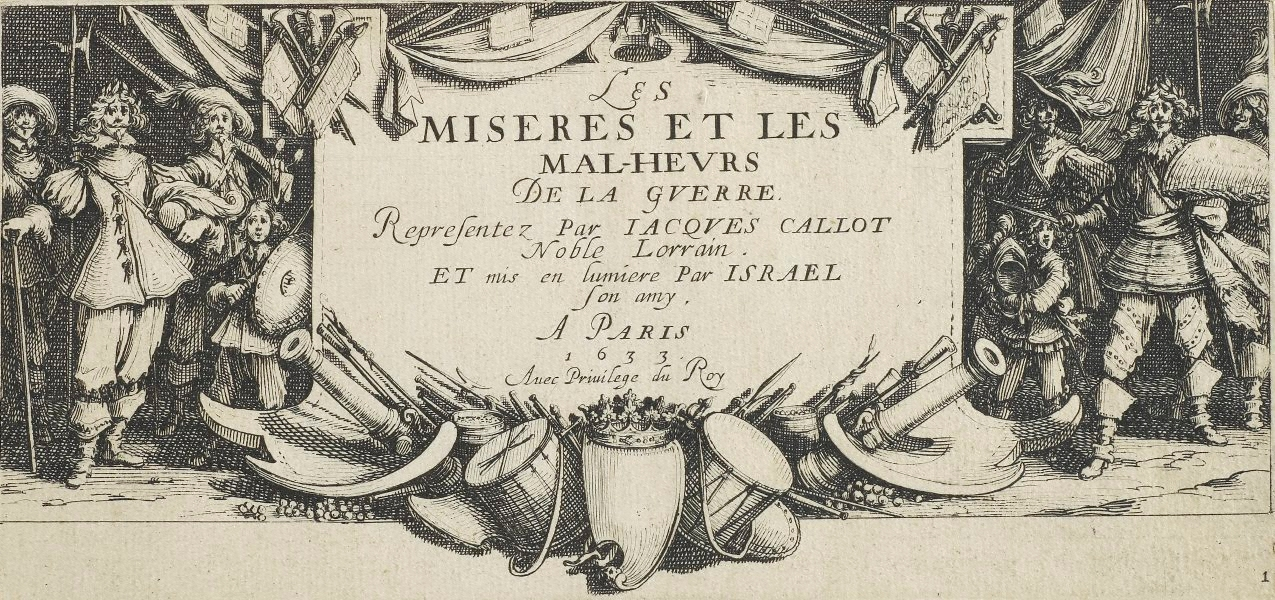 LES
MISERES ET LES
MAL-HEVRS
DE LA GVERRE.
Repreſentez Par IACQVES CALLOT
Noble Lorrain.
ET mis en lumiere Par ISRAEL
ſon amy.
A PARIS
1633.
Auec Priuilege du Roy
1